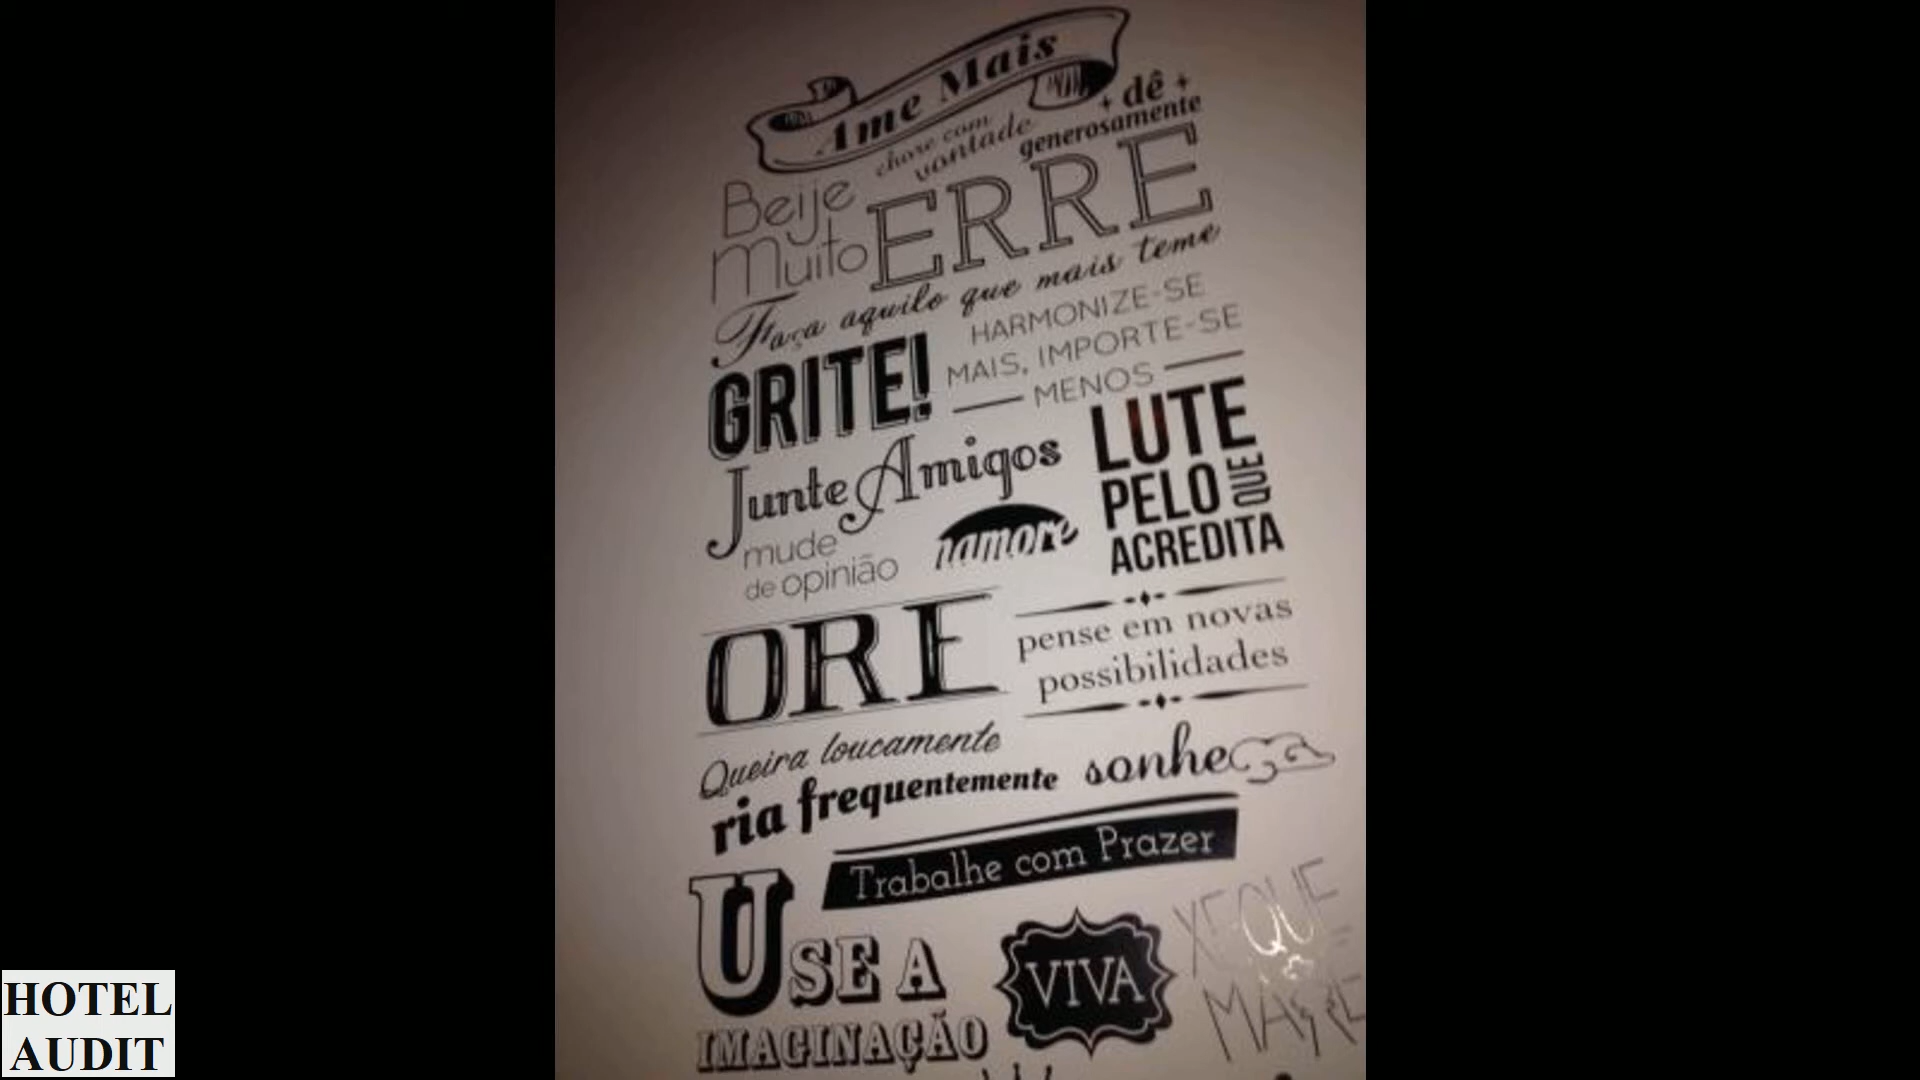 Ame Mais
chore com
vontade
dê
generosamente
Beije
Muito
ERRE
Faça aquilo que mais teme
GRITE!
HARMONIZE-SE
MAIS, IMPORTE-SE
MENOS
Junte Amigos
LUTE
PELO QUE
ACREDITA
mude
de opinião
namore
ORE
pense em novas
possibilidades
Queira loucamente
ria frequentemente
sonhe
Trabalhe com Prazer
USE A
IMAGINAÇÃO
VIVA
XEQUE
HOTEL
AUDIT